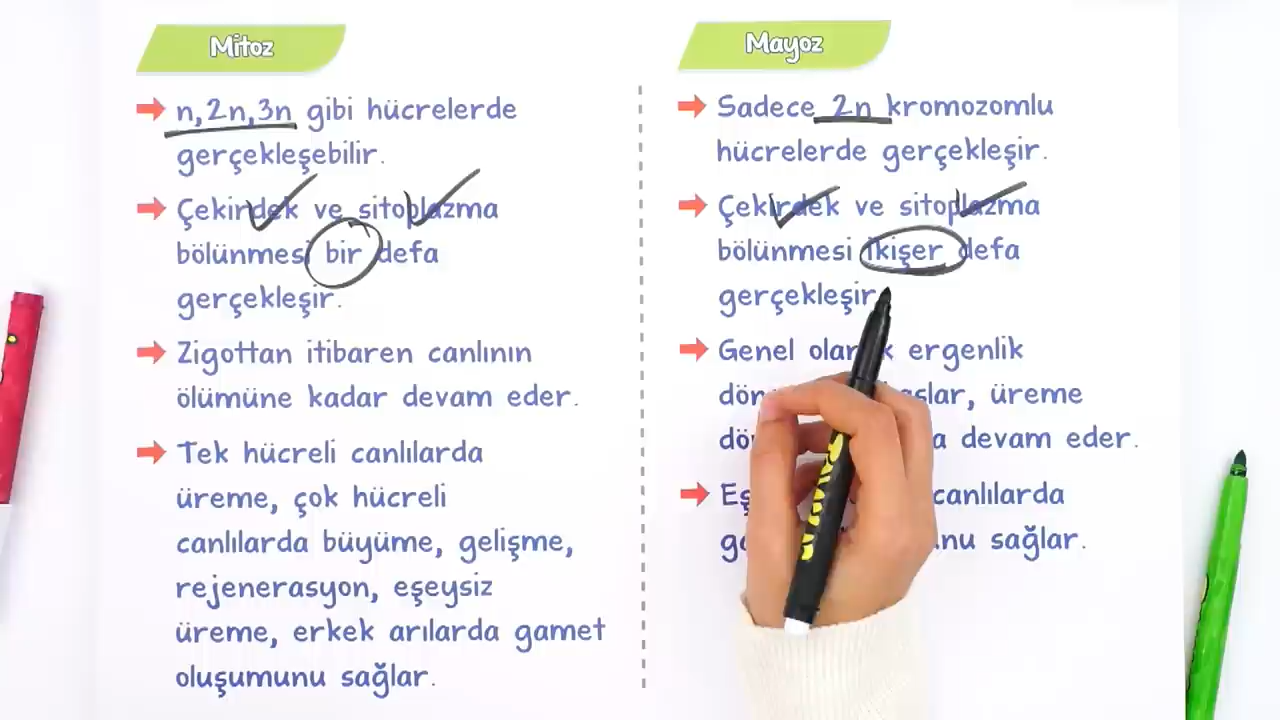 Mitoz
n, 2n, 3n gibi hücrelerde
gerçekleşebilir.
Çekirdek ve sitoplazma
bölünmesi bir defa
gerçekleşir.
Zigottan itibaren canlının
ölümüne kadar devam eder.
Tek hücreli canlılarda
üreme, çok hücreli
canlılarda büyüme, gelişme,
rejenerasyon, eşeysiz
üreme, erkek arılarda gamet
oluşumunu sağlar.
Mayoz
Sadece 2n kromozomlu
hücrelerde gerçekleşir.
Çekirdek ve sitoplazma
bölünmesi ikişer defa
gerçekleşir
Genel olarak ergenlik
üreme
devam eder.
canlılarda
sağlar.